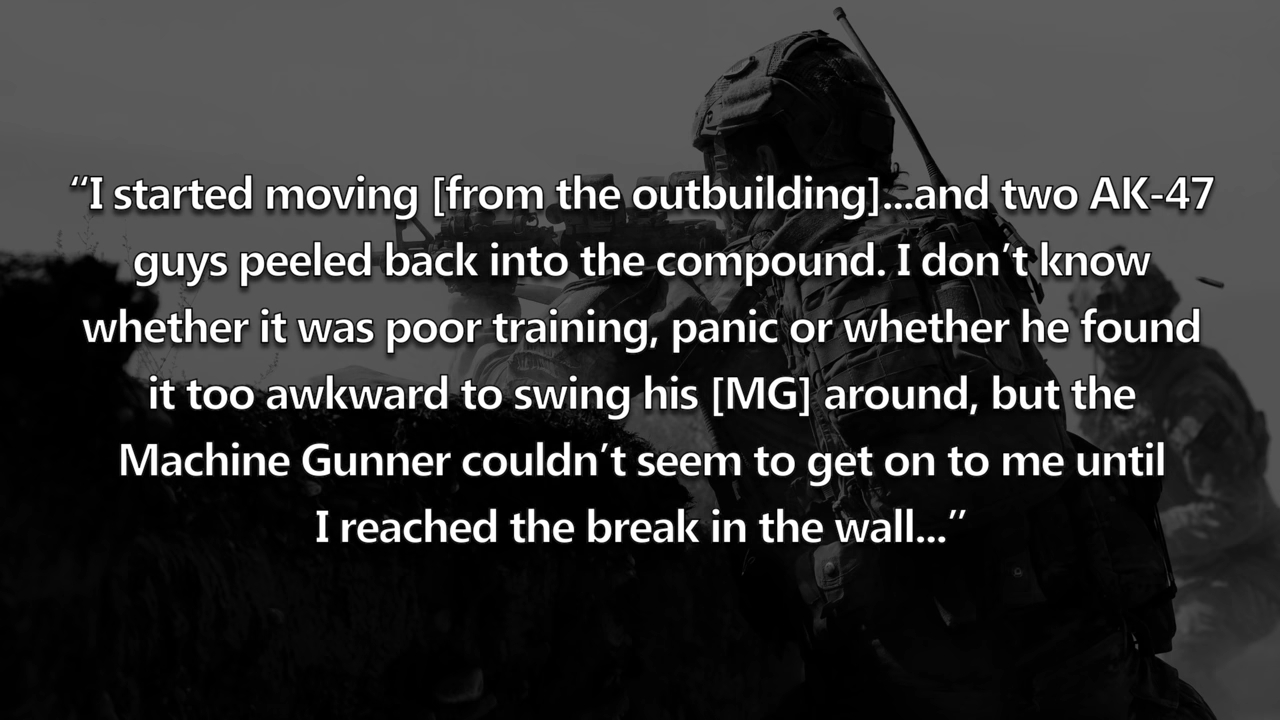 “I started moving [from the outbuilding]...and two AK-47
guys peeled back into the compound. I don’t know
whether it was poor training, panic or whether he found
it too awkward to swing his [MG] around, but the
Machine Gunner couldn’t seem to get on to me until
I reached the break in the wall...”